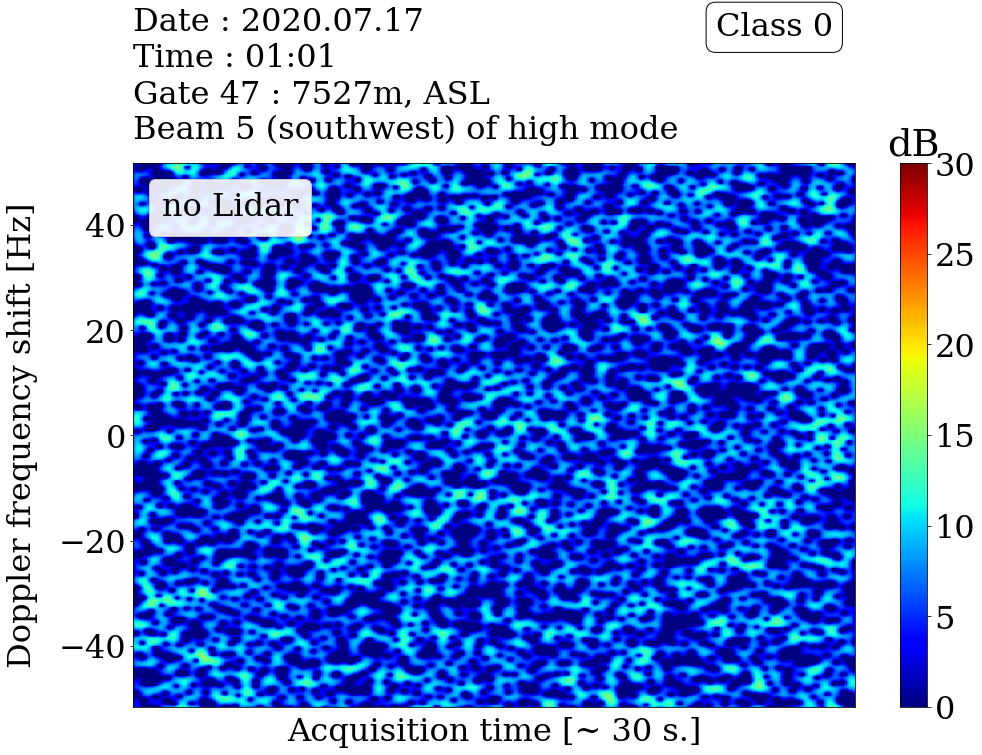 Date : 2020.07.17
Class 0
Time : 01:01
Gate 47 : 7527m, ASL
Beam 5 (southwest) of high mode
dB
no Lidar
Doppler frequency shift [Hz]
40
20
0
−20
−40
30
25
20
15
10
5
0
Acquisition time [~ 30 s.]